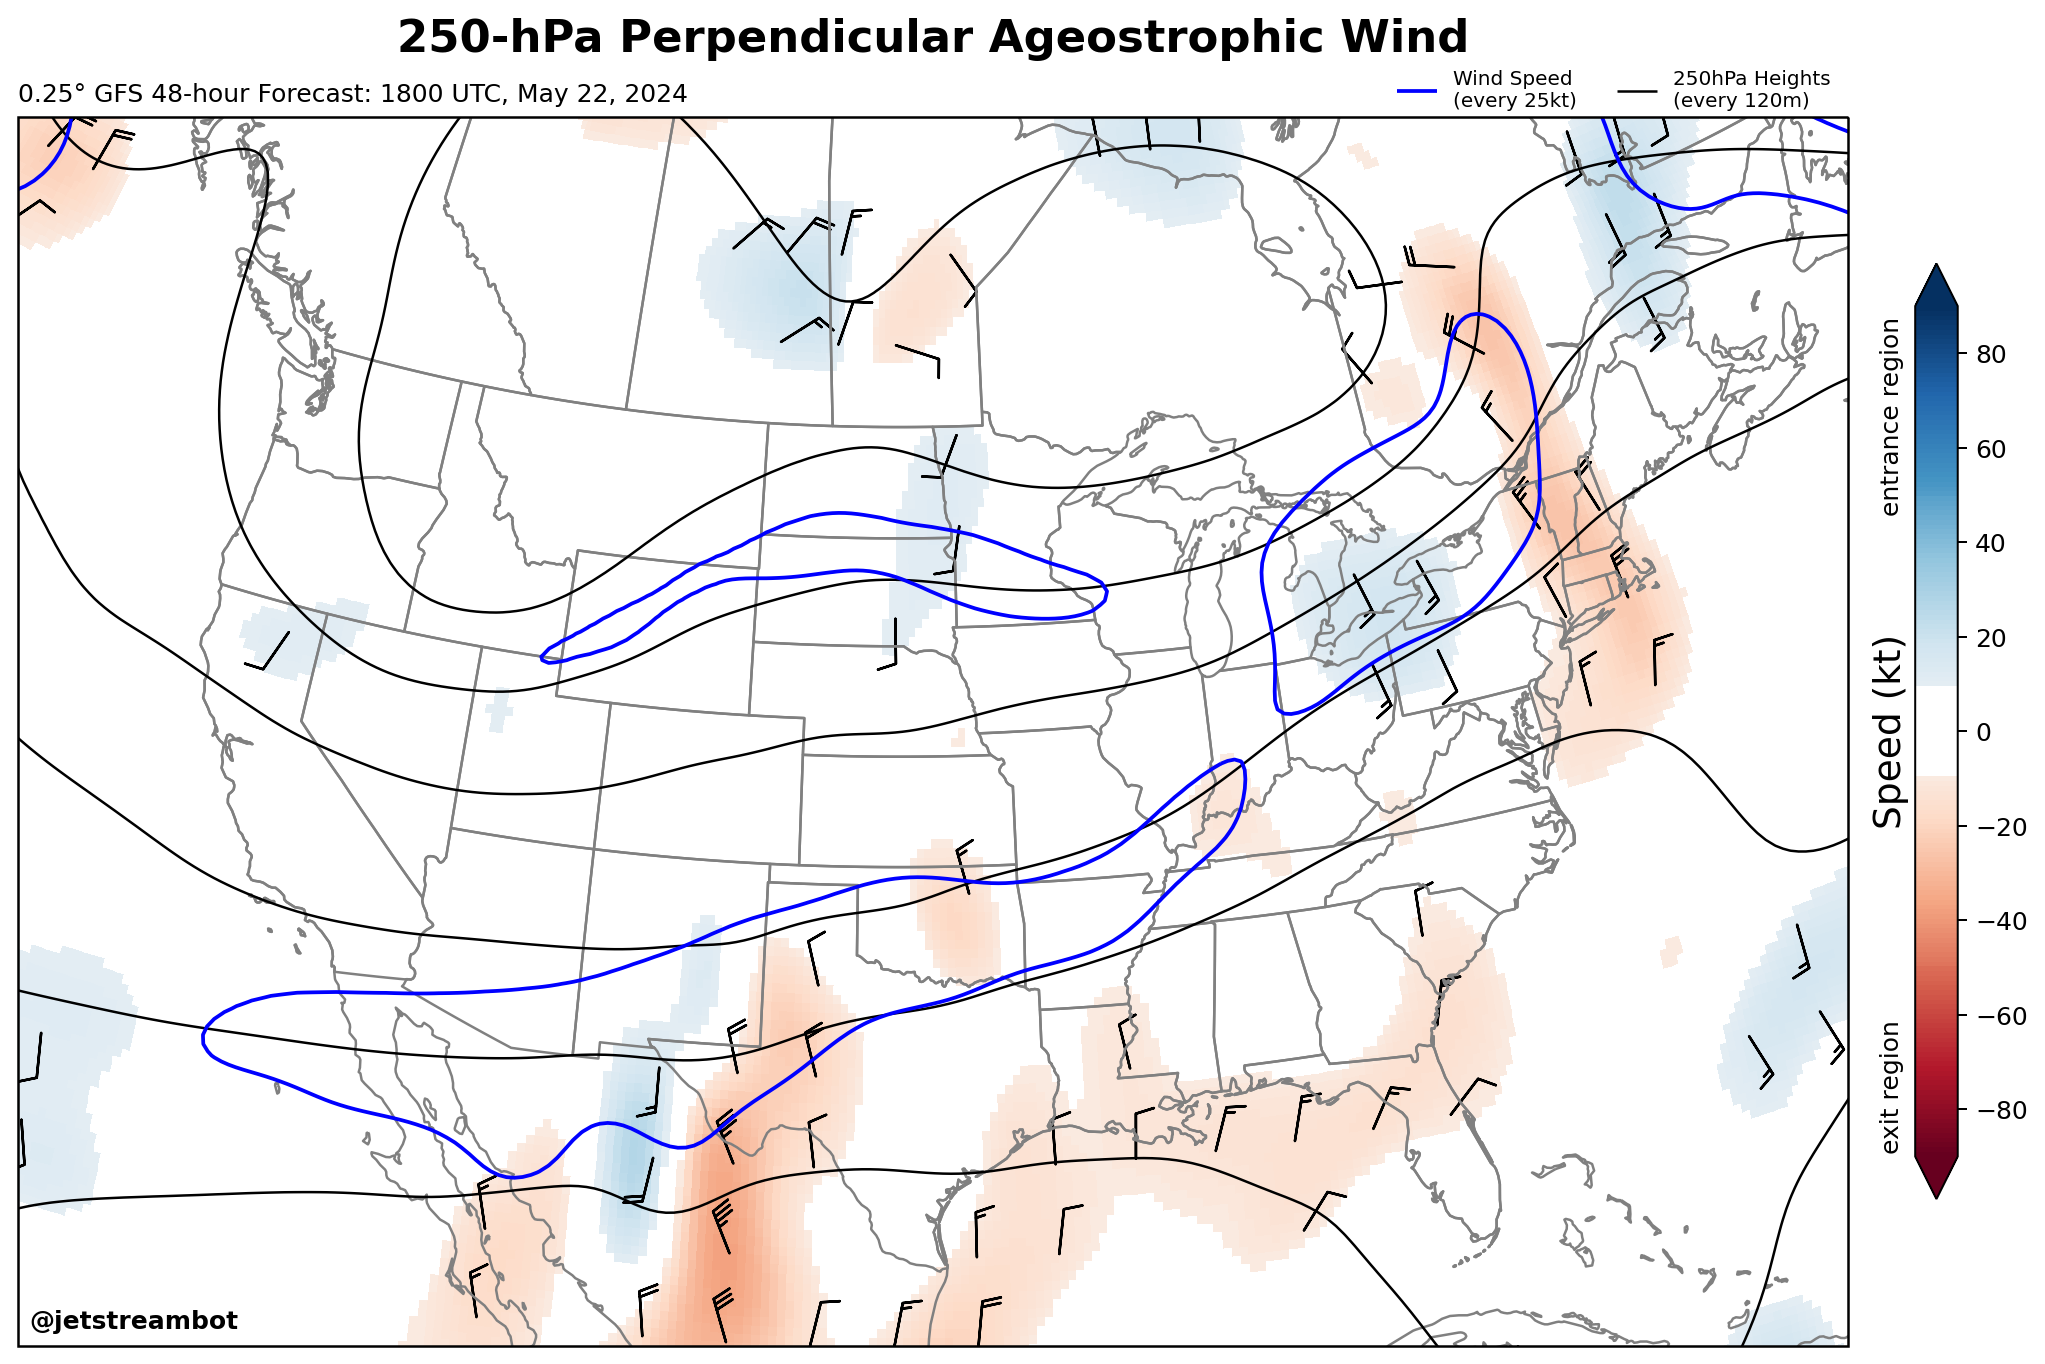 250-hPa Perpendicular Ageostrophic Wind
0.25° GFS 48-hour Forecast: 1800 UTC, May 22, 2024
Wind Speed
(every 25kt)
250hPa Heights
(every 120m)
entrance region
Speed (kt)
exit region
80
60
40
20
0
−20
−40
−60
−80
@jetstreambot